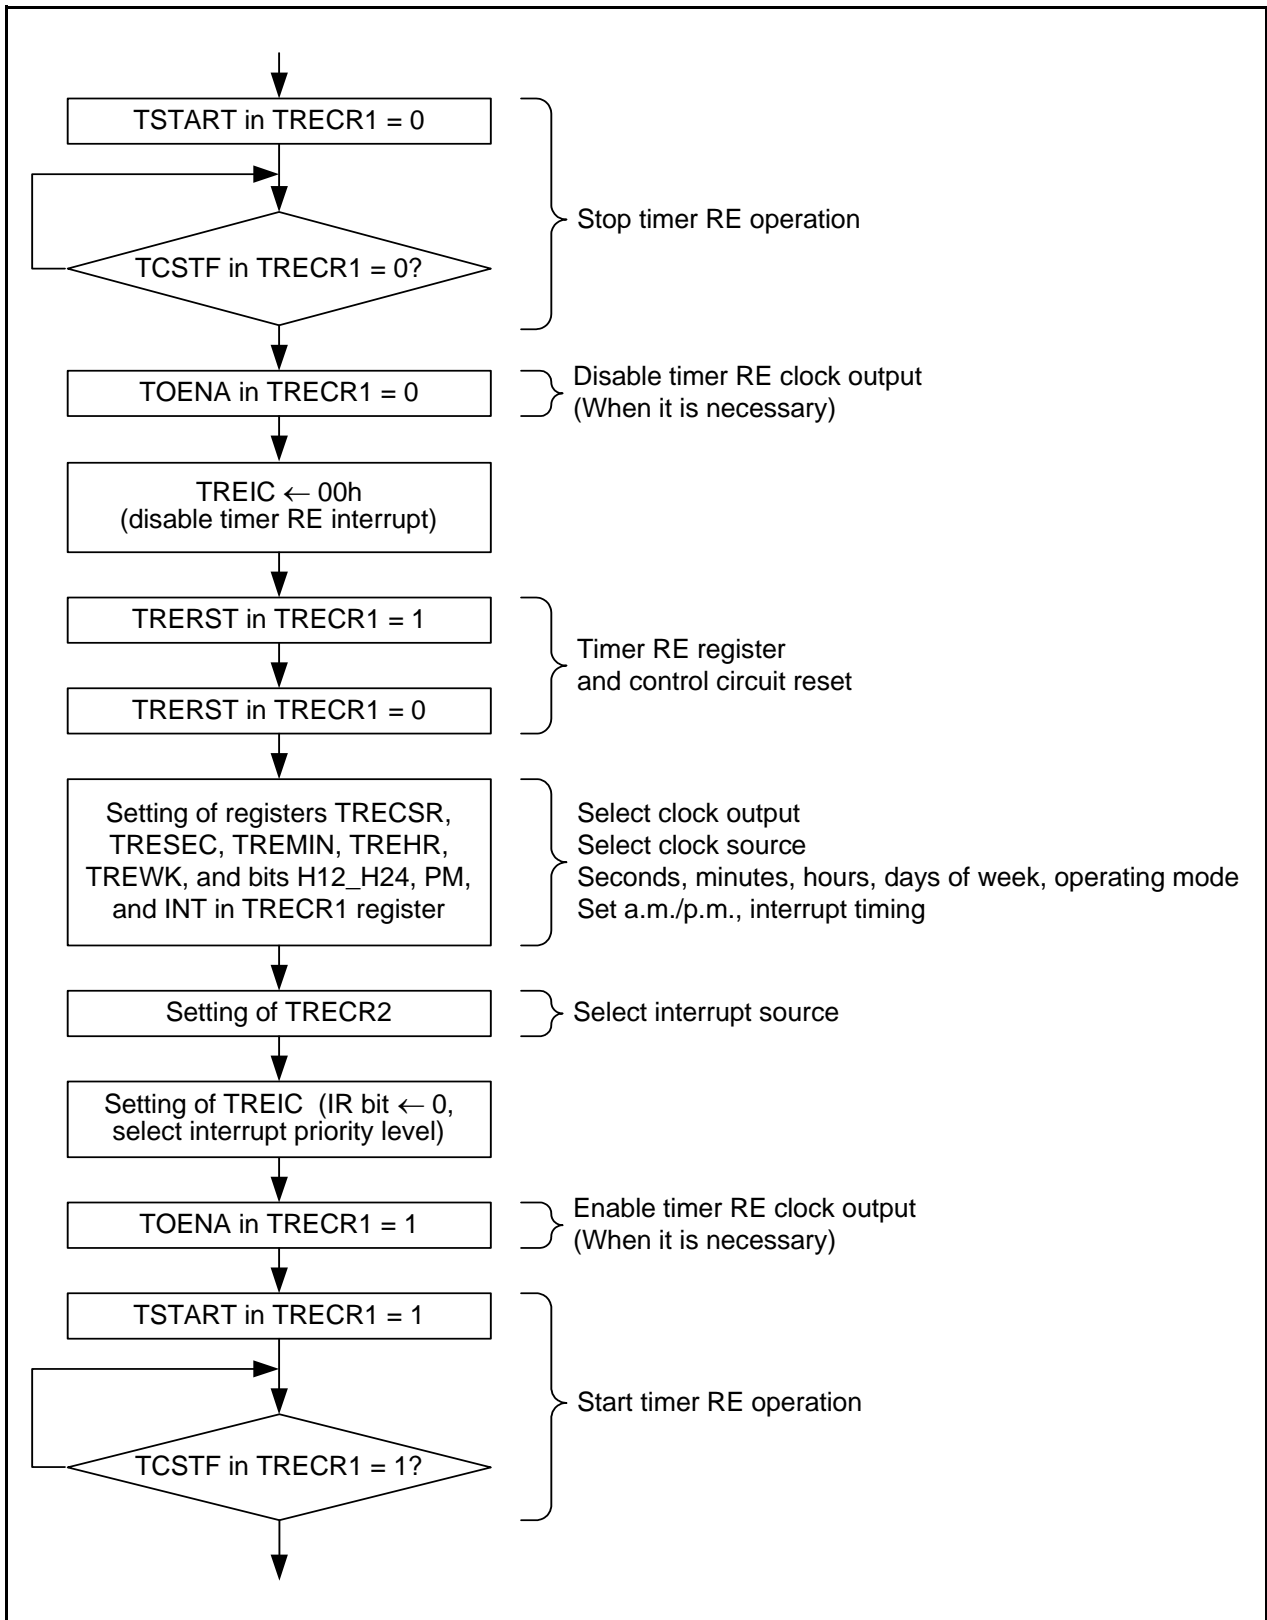 TSTART in TRECR1 = 0
TCSTF in TRECR1 = 0?
Stop timer RE operation
TOENA in TRECR1 = 0
Disable timer RE clock output
(When it is necessary)
TREIC ← 00h
(disable timer RE interrupt)
TRERST in TRECR1 = 1
TRERST in TRECR1 = 0
Timer RE register
and control circuit reset
Setting of registers TRECSR,
TRESEC, TREMIN, TREHR,
TREWK, and bits H12_H24, PM,
and INT in TRECR1 register
Select clock output
Select clock source
Seconds, minutes, hours, days of week, operating mode
Set a.m./p.m., interrupt timing
Setting of TRECR2
Select interrupt source
Setting of TREIC (IR bit ← 0,
select interrupt priority level)
TOENA in TRECR1 = 1
Enable timer RE clock output
(When it is necessary)
TSTART in TRECR1 = 1
TCSTF in TRECR1 = 1?
Start timer RE operation